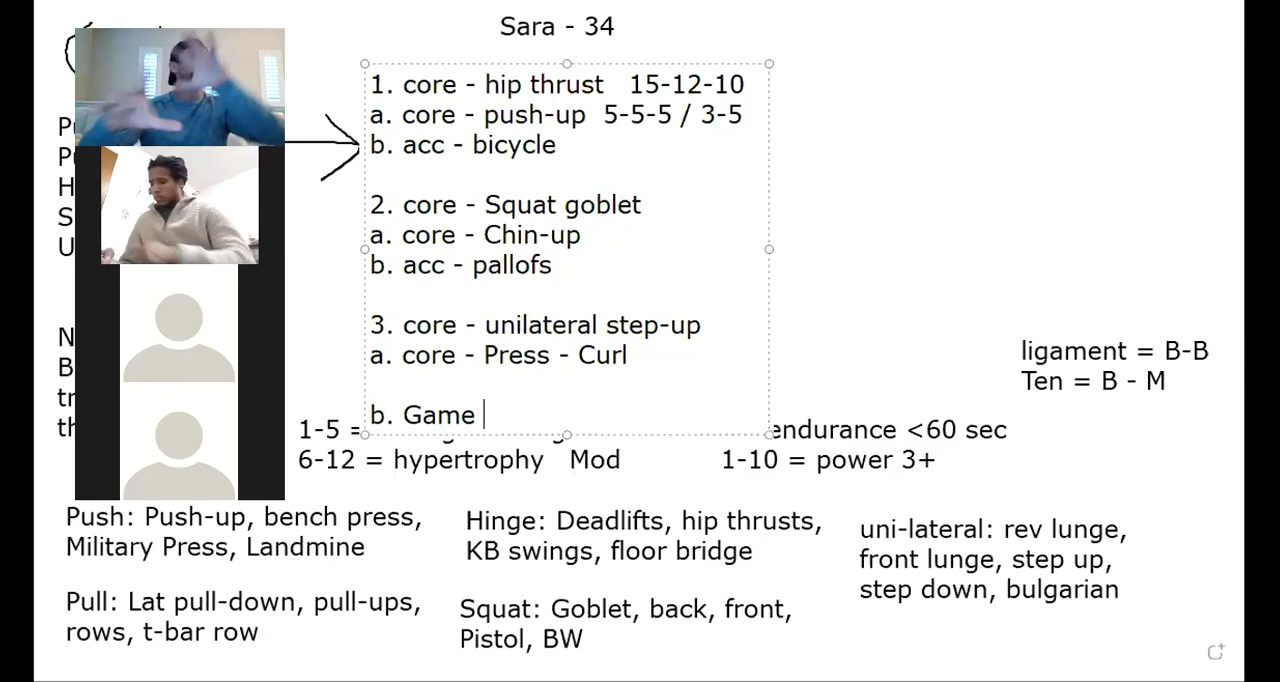 Sara - 34
1. core - hip thrust 15-12-10
a. core - push-up 5-5-5 / 3-5
b. acc - bicycle
2. core - Squat goblet
a. core - Chin-up
b. acc - pallofs
3. core - unilateral step-up
a. core - Press - Curl
b. Game
ligament = B-B
Ten = B - M
1-5 =
endurance <60 sec
6-12 = hypertrophy Mod
1-10 = power 3+
Push: Push-up, bench press,
Military Press, Landmine
Pull: Lat pull-down, pull-ups,
rows, t-bar row
Hinge: Deadlifts, hip thrusts,
KB swings, floor bridge
Squat: Goblet, back, front,
Pistol, BW
uni-lateral: rev lunge,
front lunge, step up,
step down, bulgarian